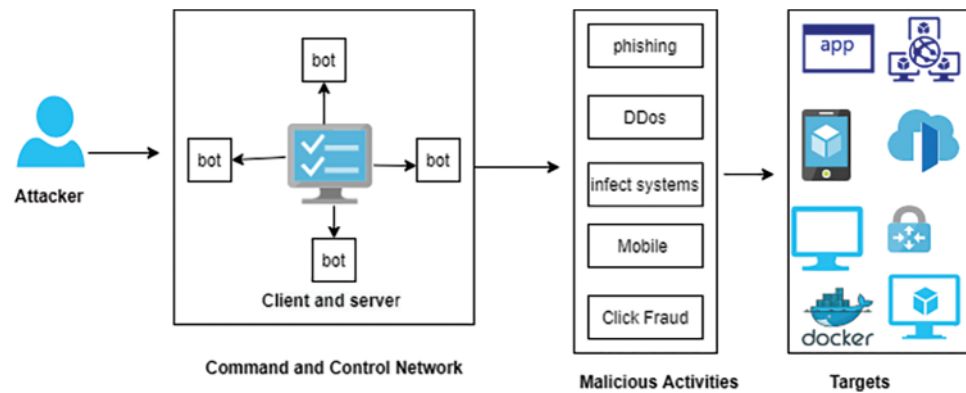 Attacker
bot
bot
bot
bot
Client and server
Command and Control Network
phishing
DDos
infect systems
Mobile
Click Fraud
Malicious Activities
app
docker
Targets